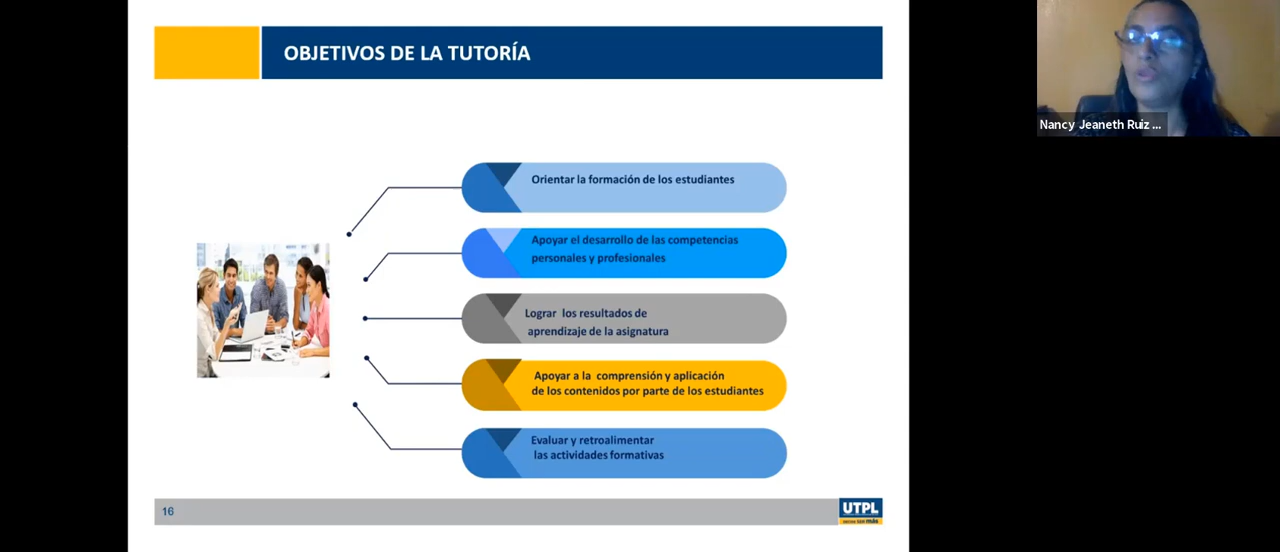 OBJETIVOS DE LA TUTORÍA
Nancy Jeaneth Ruiz ...
Orientar la formación de los estudiantes
Apoyar el desarrollo de las competencias
personales y profesionales
Lograr los resultados de
aprendizaje de la asignatura
Apoyar a la comprensión y aplicación
de los contenidos por parte de los estudiantes
Evaluar y retroalimentar
las actividades formativas
16
UTPL
más